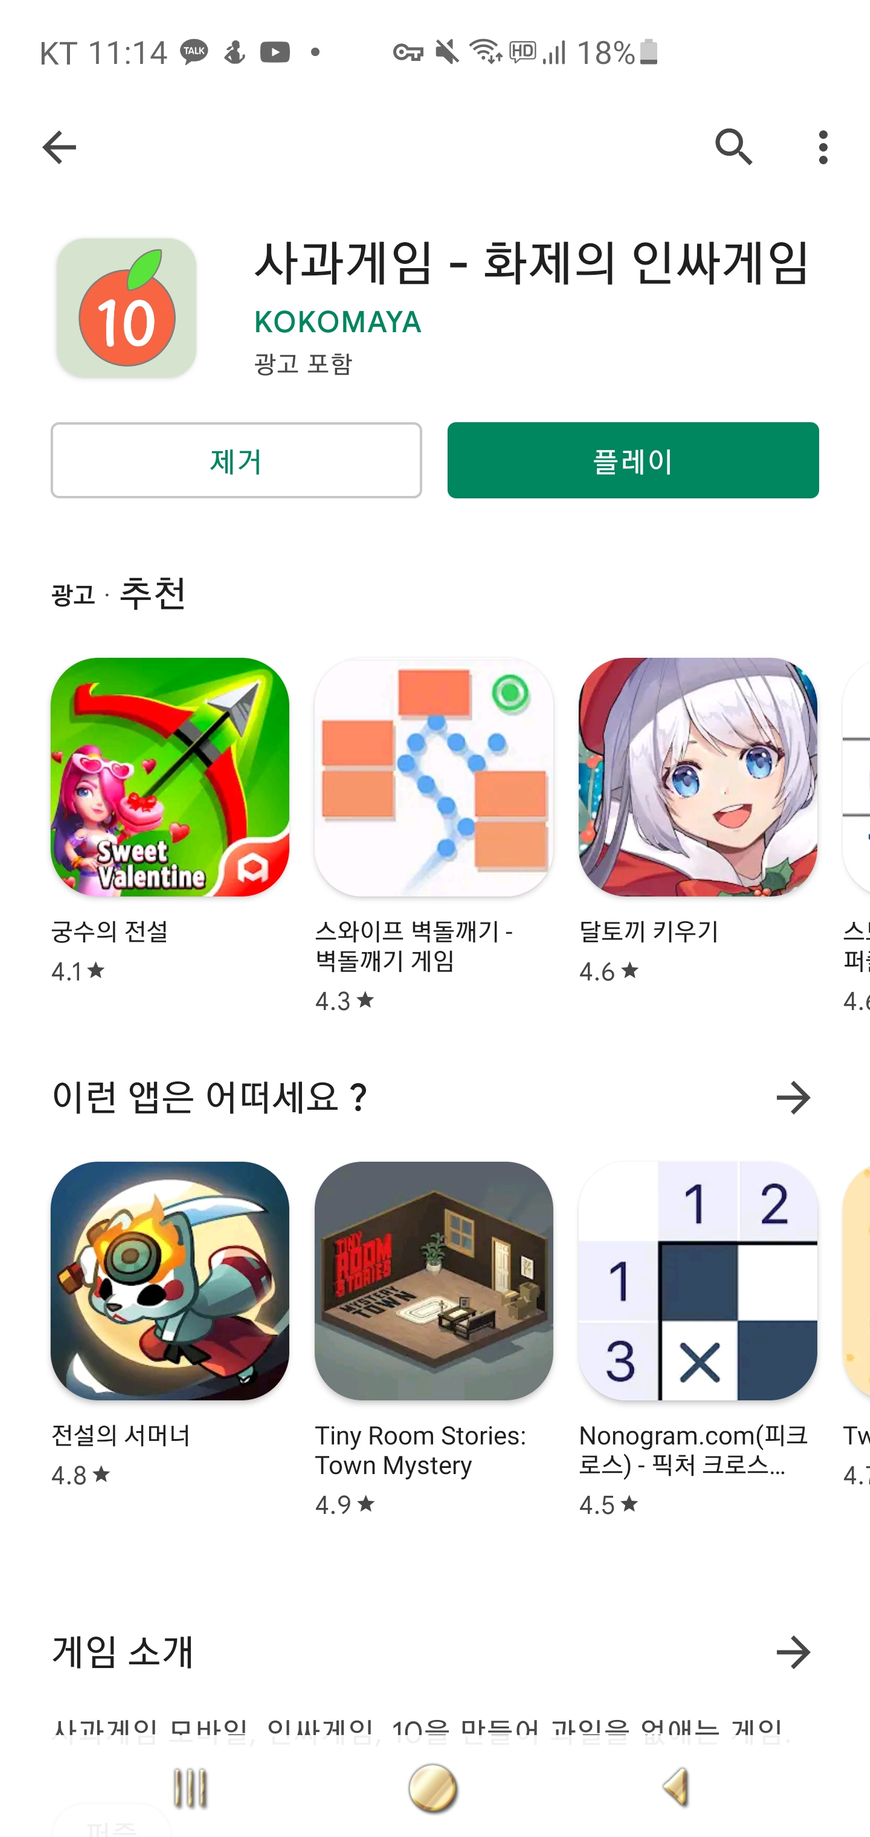 KT 11:14 TALK HD 18%
사과게임 - 화제의 인싸게임
10
KOKOMAYA
광고 포함
제거
플레이
광고 · 추천
Sweet
Valentine
궁수의 전설
4.1★
스와이프 벽돌깨기 -
벽돌깨기 게임
4.3★
달토끼 키우기
4.6★
4.6
이런 앱은 어떠세요 ?
TINY
ROOM
STORIES
MYSTERY
TOWN
1 2
1
3
전설의 서머너
4.8★
Tiny Room Stories:
Town Mystery
4.9★
Nonogram.com(피크
로스) - 픽처 크로스...
4.5★
Tw
4.7
게임 소개
사과게임 모바일, 인싸게임, 10을 만들어 과일을 없애는 게임.
퍼즐